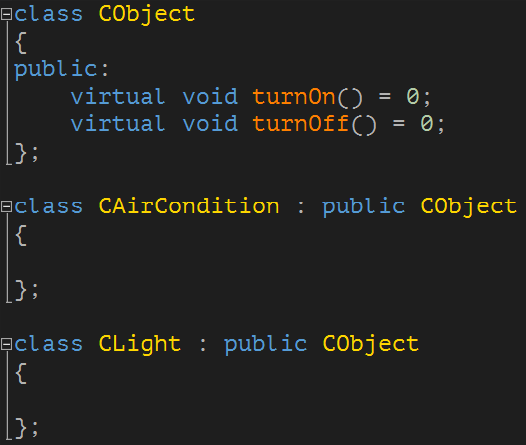 class CObject
{
public:
    virtual void turnOn() = 0;
    virtual void turnOff() = 0;
};
class CAirCondition : public CObject
{
};
class CLight : public CObject
{
};